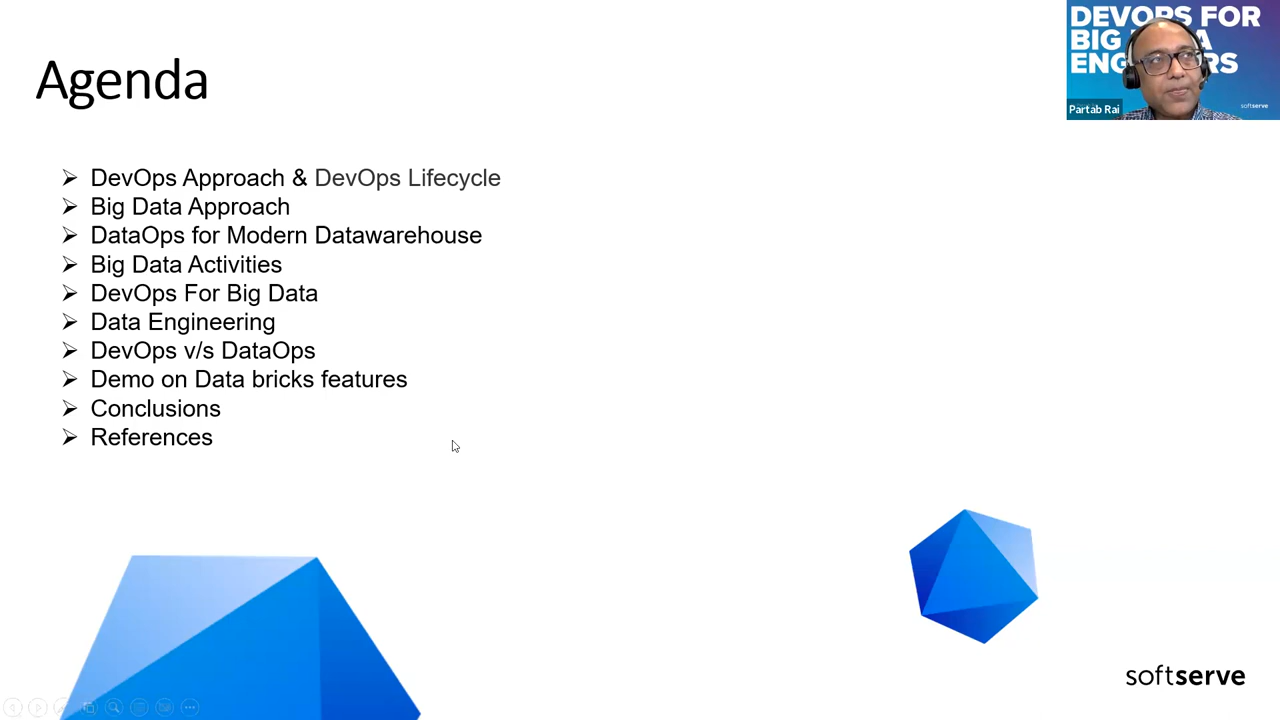 Agenda
DevOps Approach & DevOps Lifecycle
Big Data Approach
DataOps for Modern Datawarehouse
Big Data Activities
DevOps For Big Data
Data Engineering
DevOps v/s DataOps
Demo on Data bricks features
Conclusions
References
DEVOPS FOR
BIG
Partab Rai
softserve
softserve